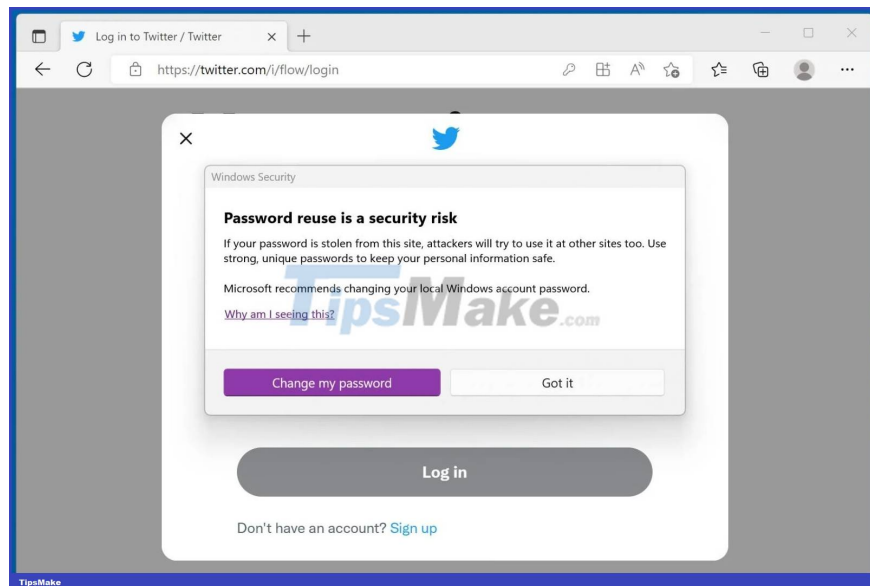 Log in to Twitter / Twitter
https://twitter.com/i/flow/login
Windows Security
Password reuse is a security risk
If your password is stolen from this site, attackers will try to use it at other sites too. Use
strong, unique passwords to keep your personal information safe.
Microsoft recommends changing your local Windows account password.
TipsMake.com
Why am I seeing this?
Change my password Got it
Log in
Don't have an account? Sign up
TipsMake